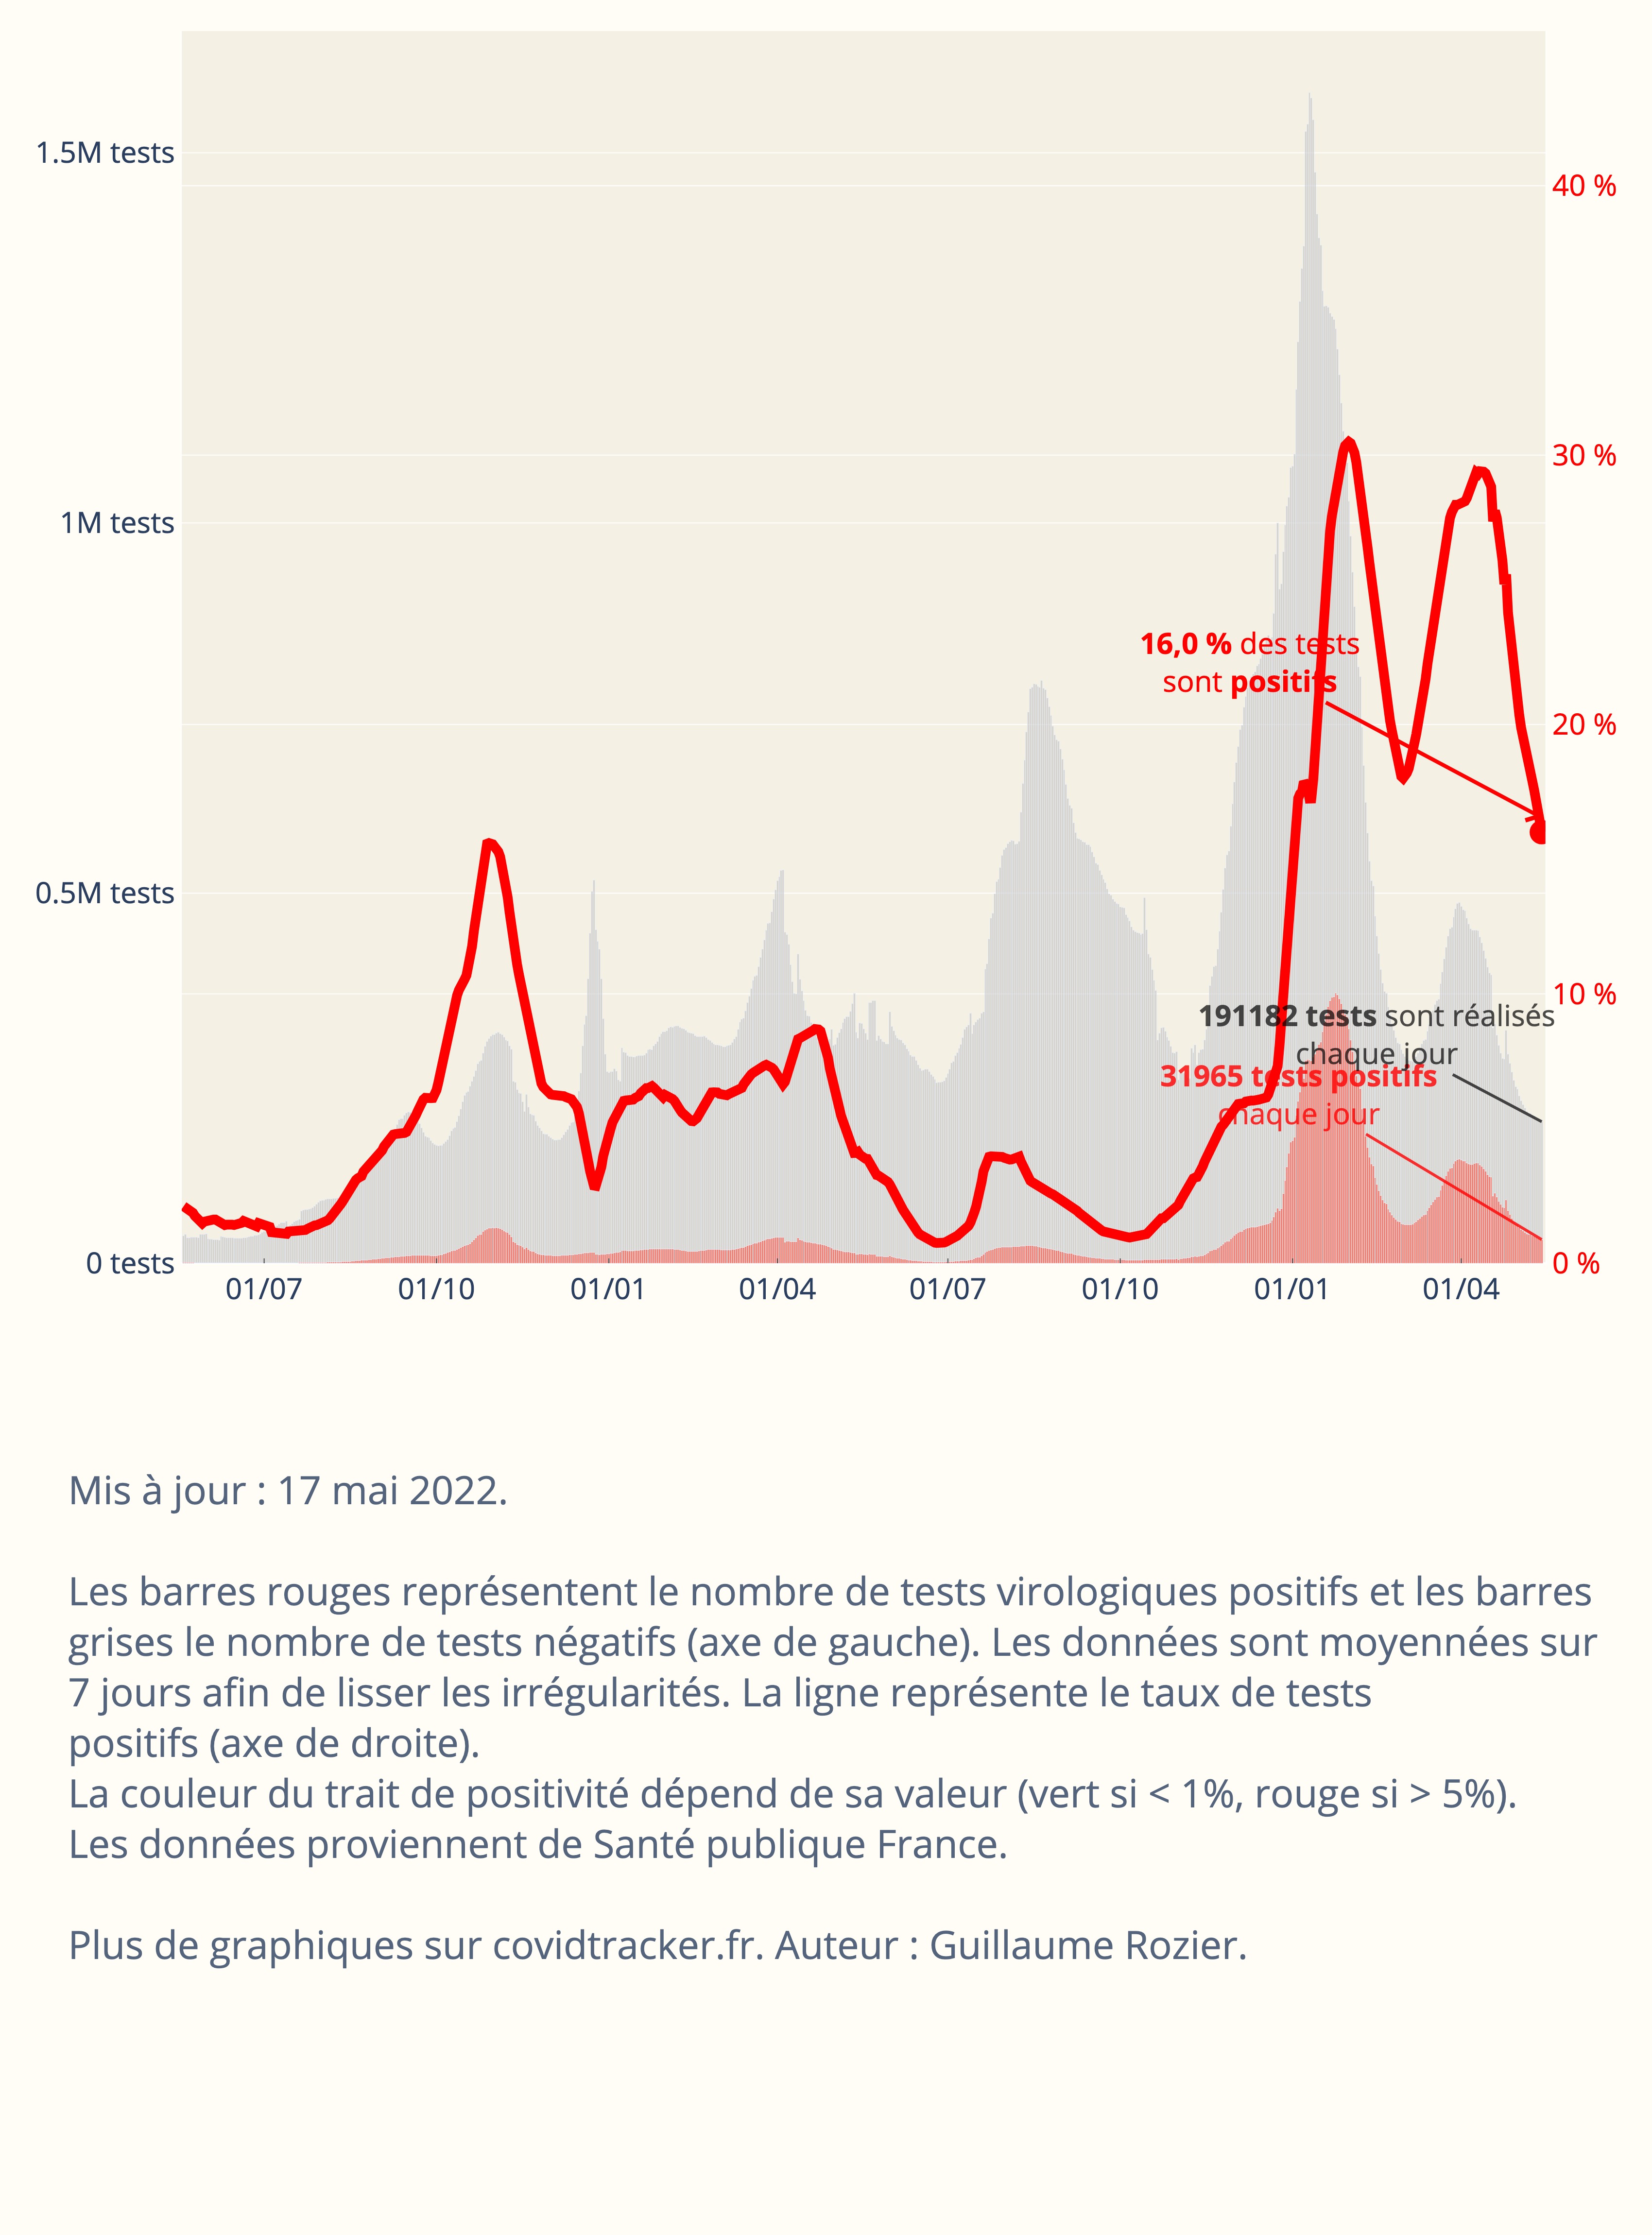 1.5M tests
40 %
30 %
1M tests
16,0 % des tests
sont positifs
20 %
0.5M tests
10 %
191182 tests sont réalisés
chaque jour
31965 tests positifs
chaque jour
0 tests
0 %
01/07 01/10 01/01 01/04 01/07 01/10 01/01 01/04
Mis à jour : 17 mai 2022.
Les barres rouges représentent le nombre de tests virologiques positifs et les barres
grises le nombre de tests négatifs (axe de gauche). Les données sont moyennées sur
7 jours afin de lisser les irrégularités. La ligne représente le taux de tests
positifs (axe de droite).
La couleur du trait de positivité dépend de sa valeur (vert si < 1%, rouge si > 5%).
Les données proviennent de Santé publique France.
Plus de graphiques sur covidtracker.fr. Auteur : Guillaume Rozier.